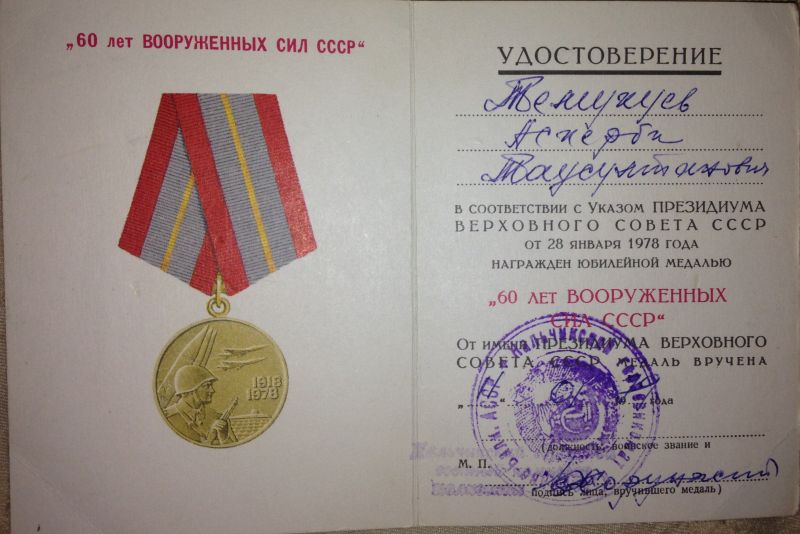 „60 лет ВООРУЖЕННЫХ СИЛ СССР“
1918
1978
УДОСТОВЕРЕНИЕ
Темукуев
Аскерби
Таусултанович
В СООТВЕТСТВИИ С УКАЗОМ ПРЕЗИДИУМА
ВЕРХОВНОГО СОВЕТА СССР
ОТ 28 ЯНВАРЯ 1978 ГОДА
НАГРАЖДЕН ЮБИЛЕЙНОЙ МЕДАЛЬЮ
„60 ЛЕТ ВООРУЖЕННЫХ
СИЛ СССР“
От имени ПРЕЗИДИУМА ВЕРХОВНОГО
СОВЕТА СССР МЕДАЛЬ ВРУЧЕНА
года
(должность, воинское звание и
М. П.
подпись лица, вручившего медаль)